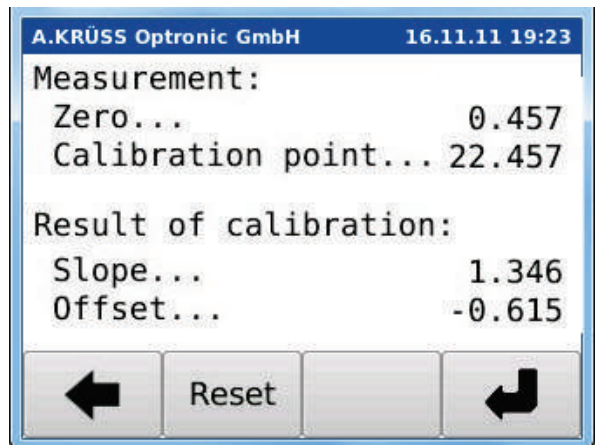 A.KRÜSS Optronic GmbH 16.11.11 19:23
Measurement:
Zero... 0.457
Calibration point... 22.457
Result of calibration:
Slope... 1.346
Offset... -0.615
Reset